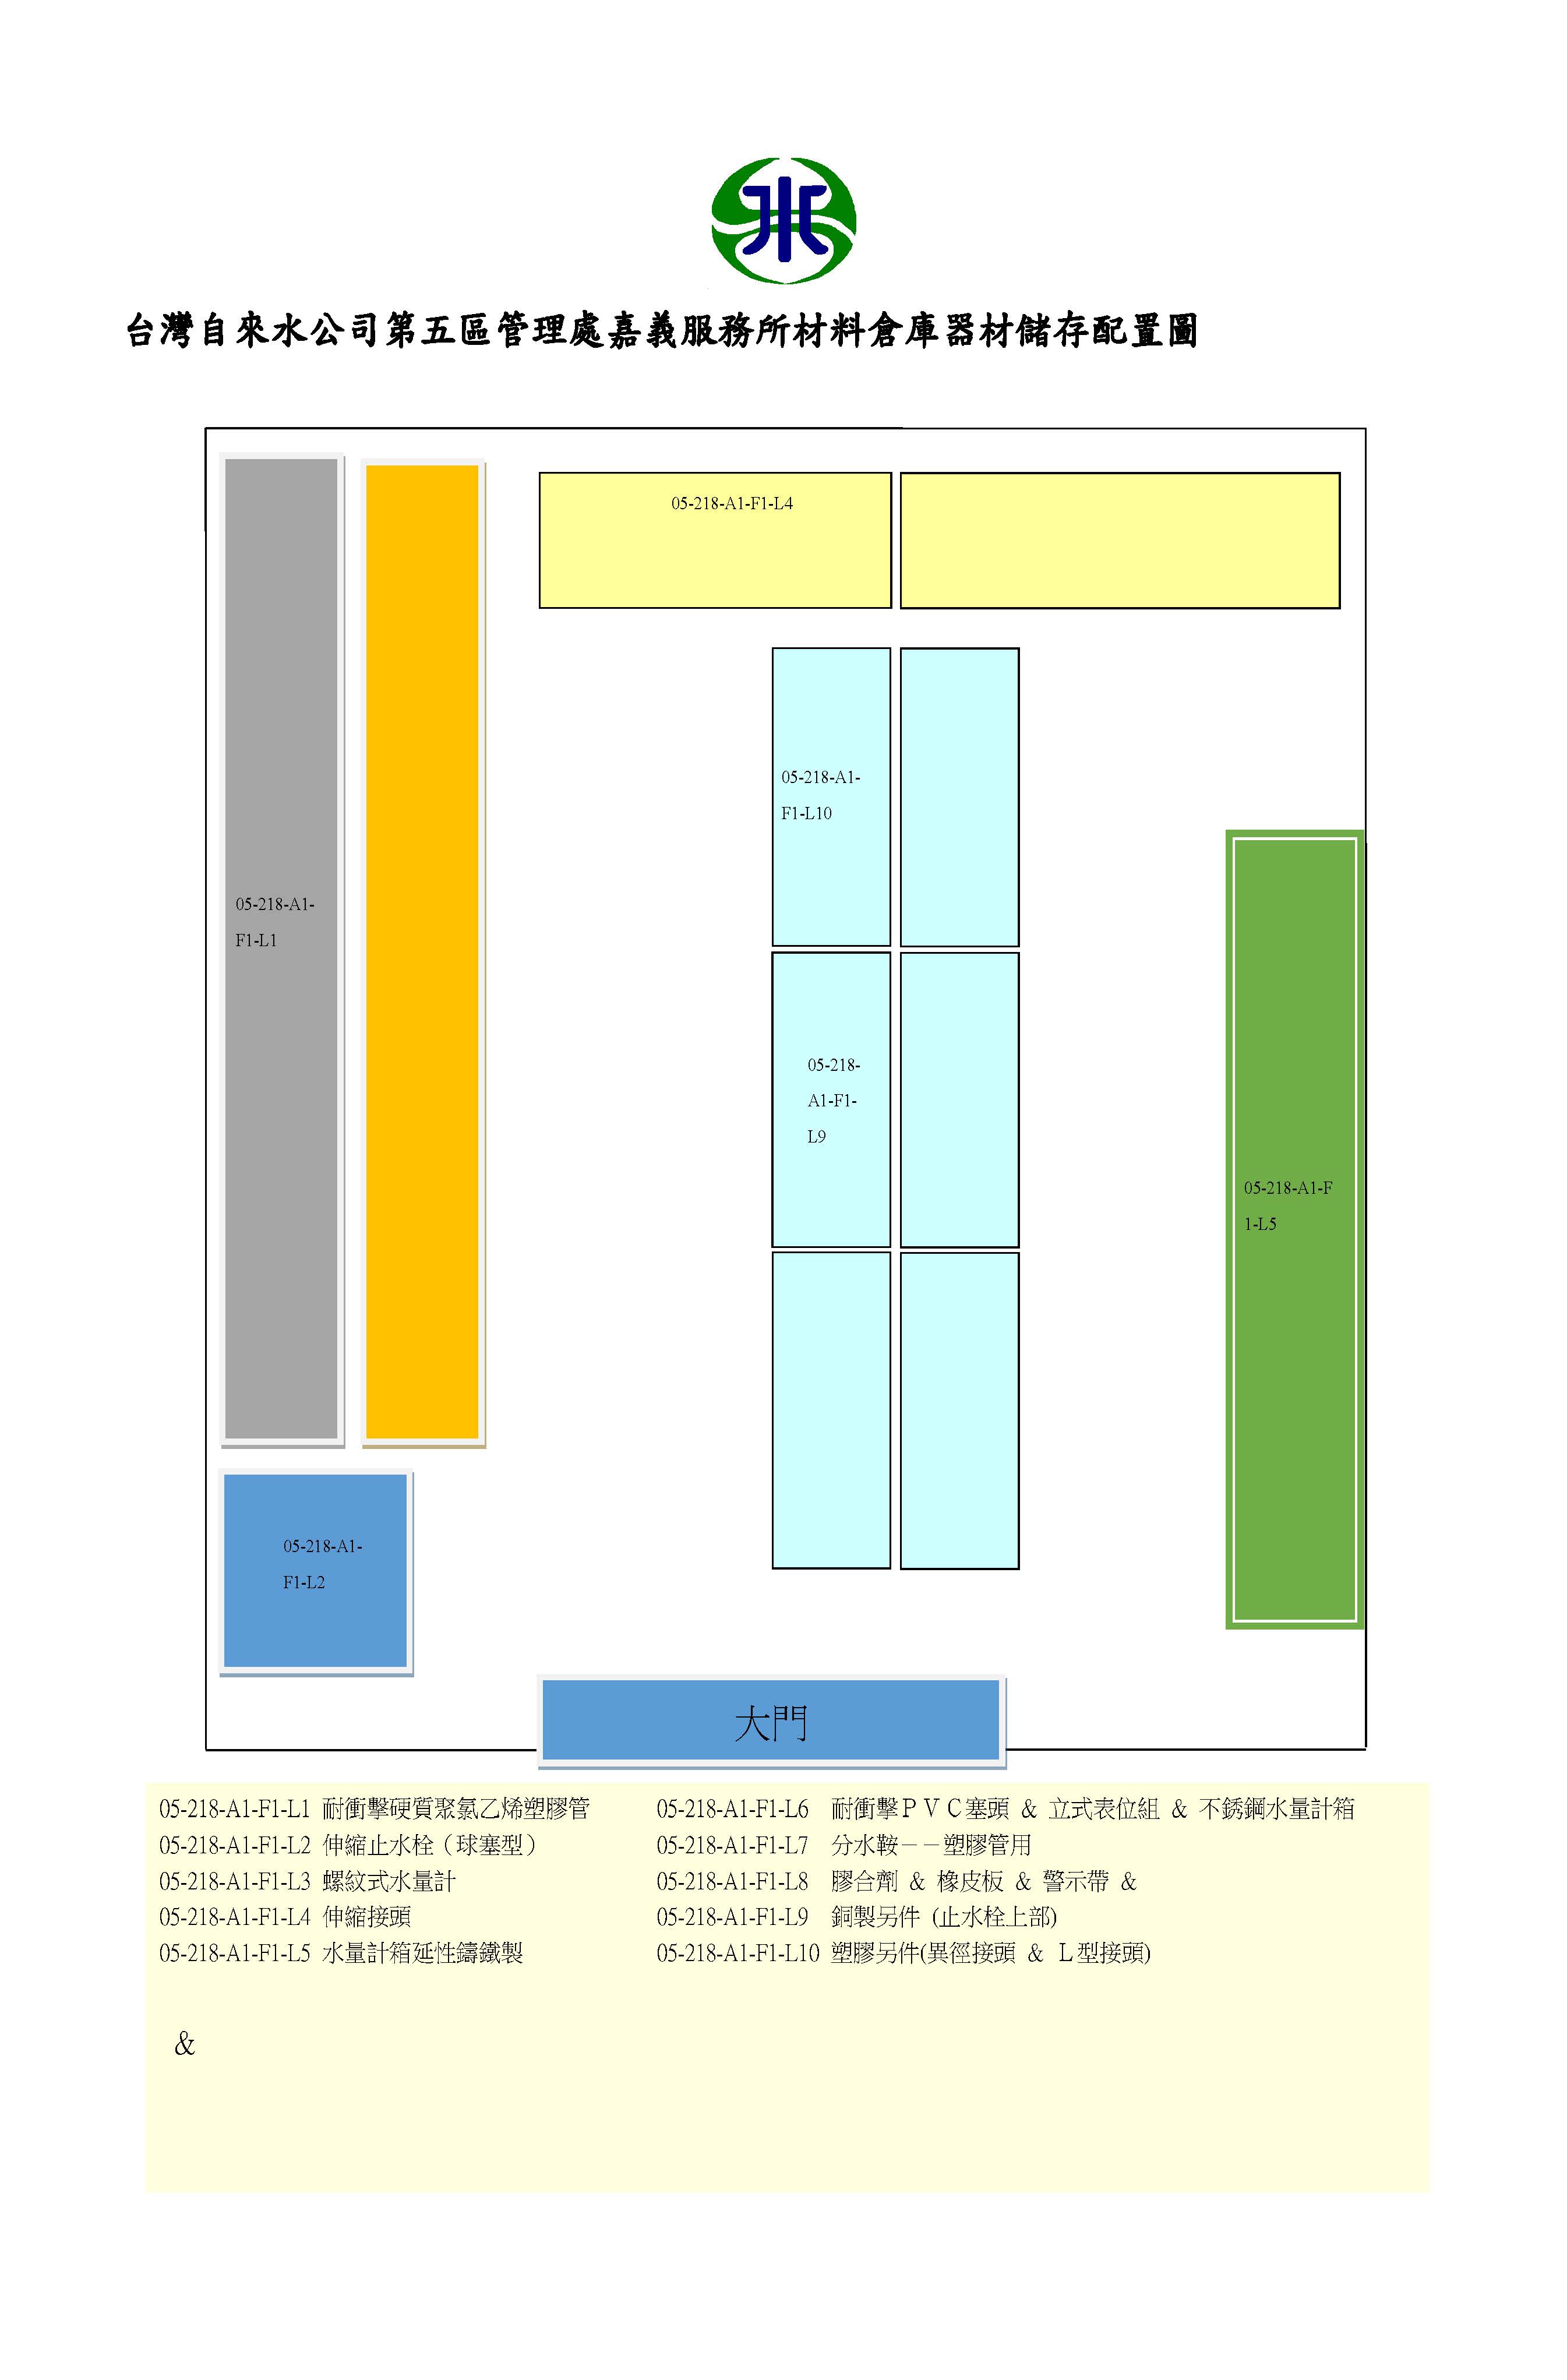 水
台灣自來水公司第五區管理處嘉義服務所材料倉庫器材儲存配置圖
05-218-A1-F1-L4
05-218-A1-
F1-L10
05-218-A1-
F1-L1
05-218-
A1-F1-
L9
05-218-A1-F
1-L5
05-218-A1-
F1-L2
大門
05-218-A1-F1-L1 耐衝擊硬質聚氯乙烯塑膠管 05-218-A1-F1-L6 耐衝擊ＰＶＣ塞頭 & 立式表位組 & 不銹鋼水量計箱
05-218-A1-F1-L2 伸縮止水栓（球塞型） 05-218-A1-F1-L7 分水鞍－－塑膠管用
05-218-A1-F1-L3 螺紋式水量計 05-218-A1-F1-L8 膠合劑 & 橡皮板 & 警示帶 &
05-218-A1-F1-L4 伸縮接頭 05-218-A1-F1-L9 銅製另件 (止水栓上部)
05-218-A1-F1-L5 水量計箱延性鑄鐵製 05-218-A1-F1-L10 塑膠另件(異徑接頭 & Ｌ型接頭)
&